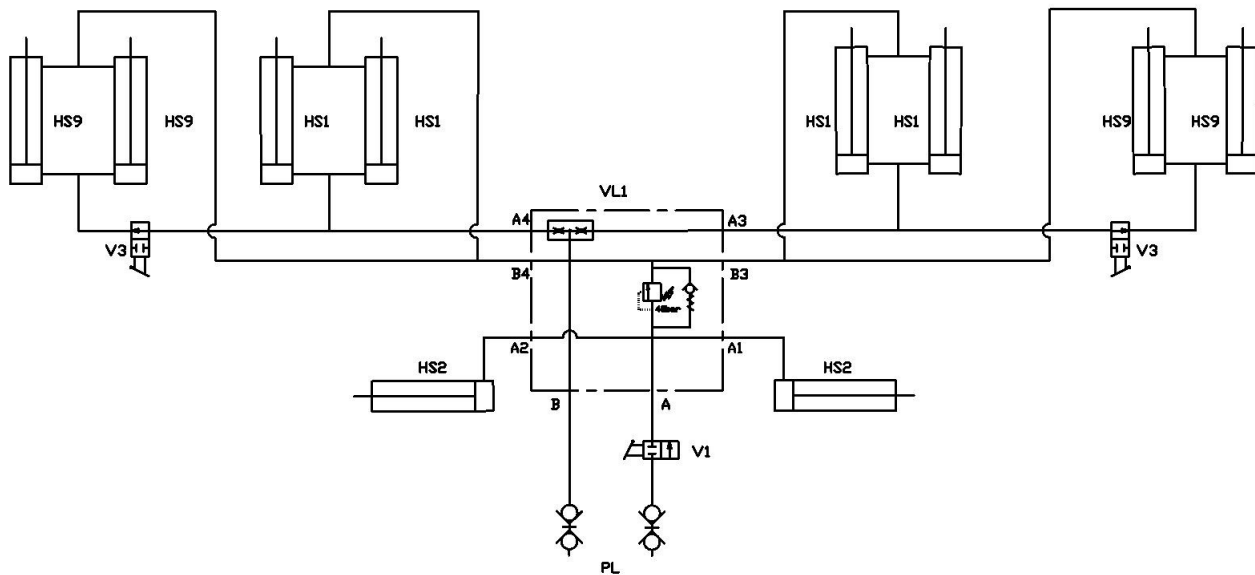 HS9 HS9 HS1 HS1 HS1 HS1 HS9 HS9
VL1
A4 A3
V3 V3
B4 B3
A2 A1
HS2 HS2
B A
V1
PL